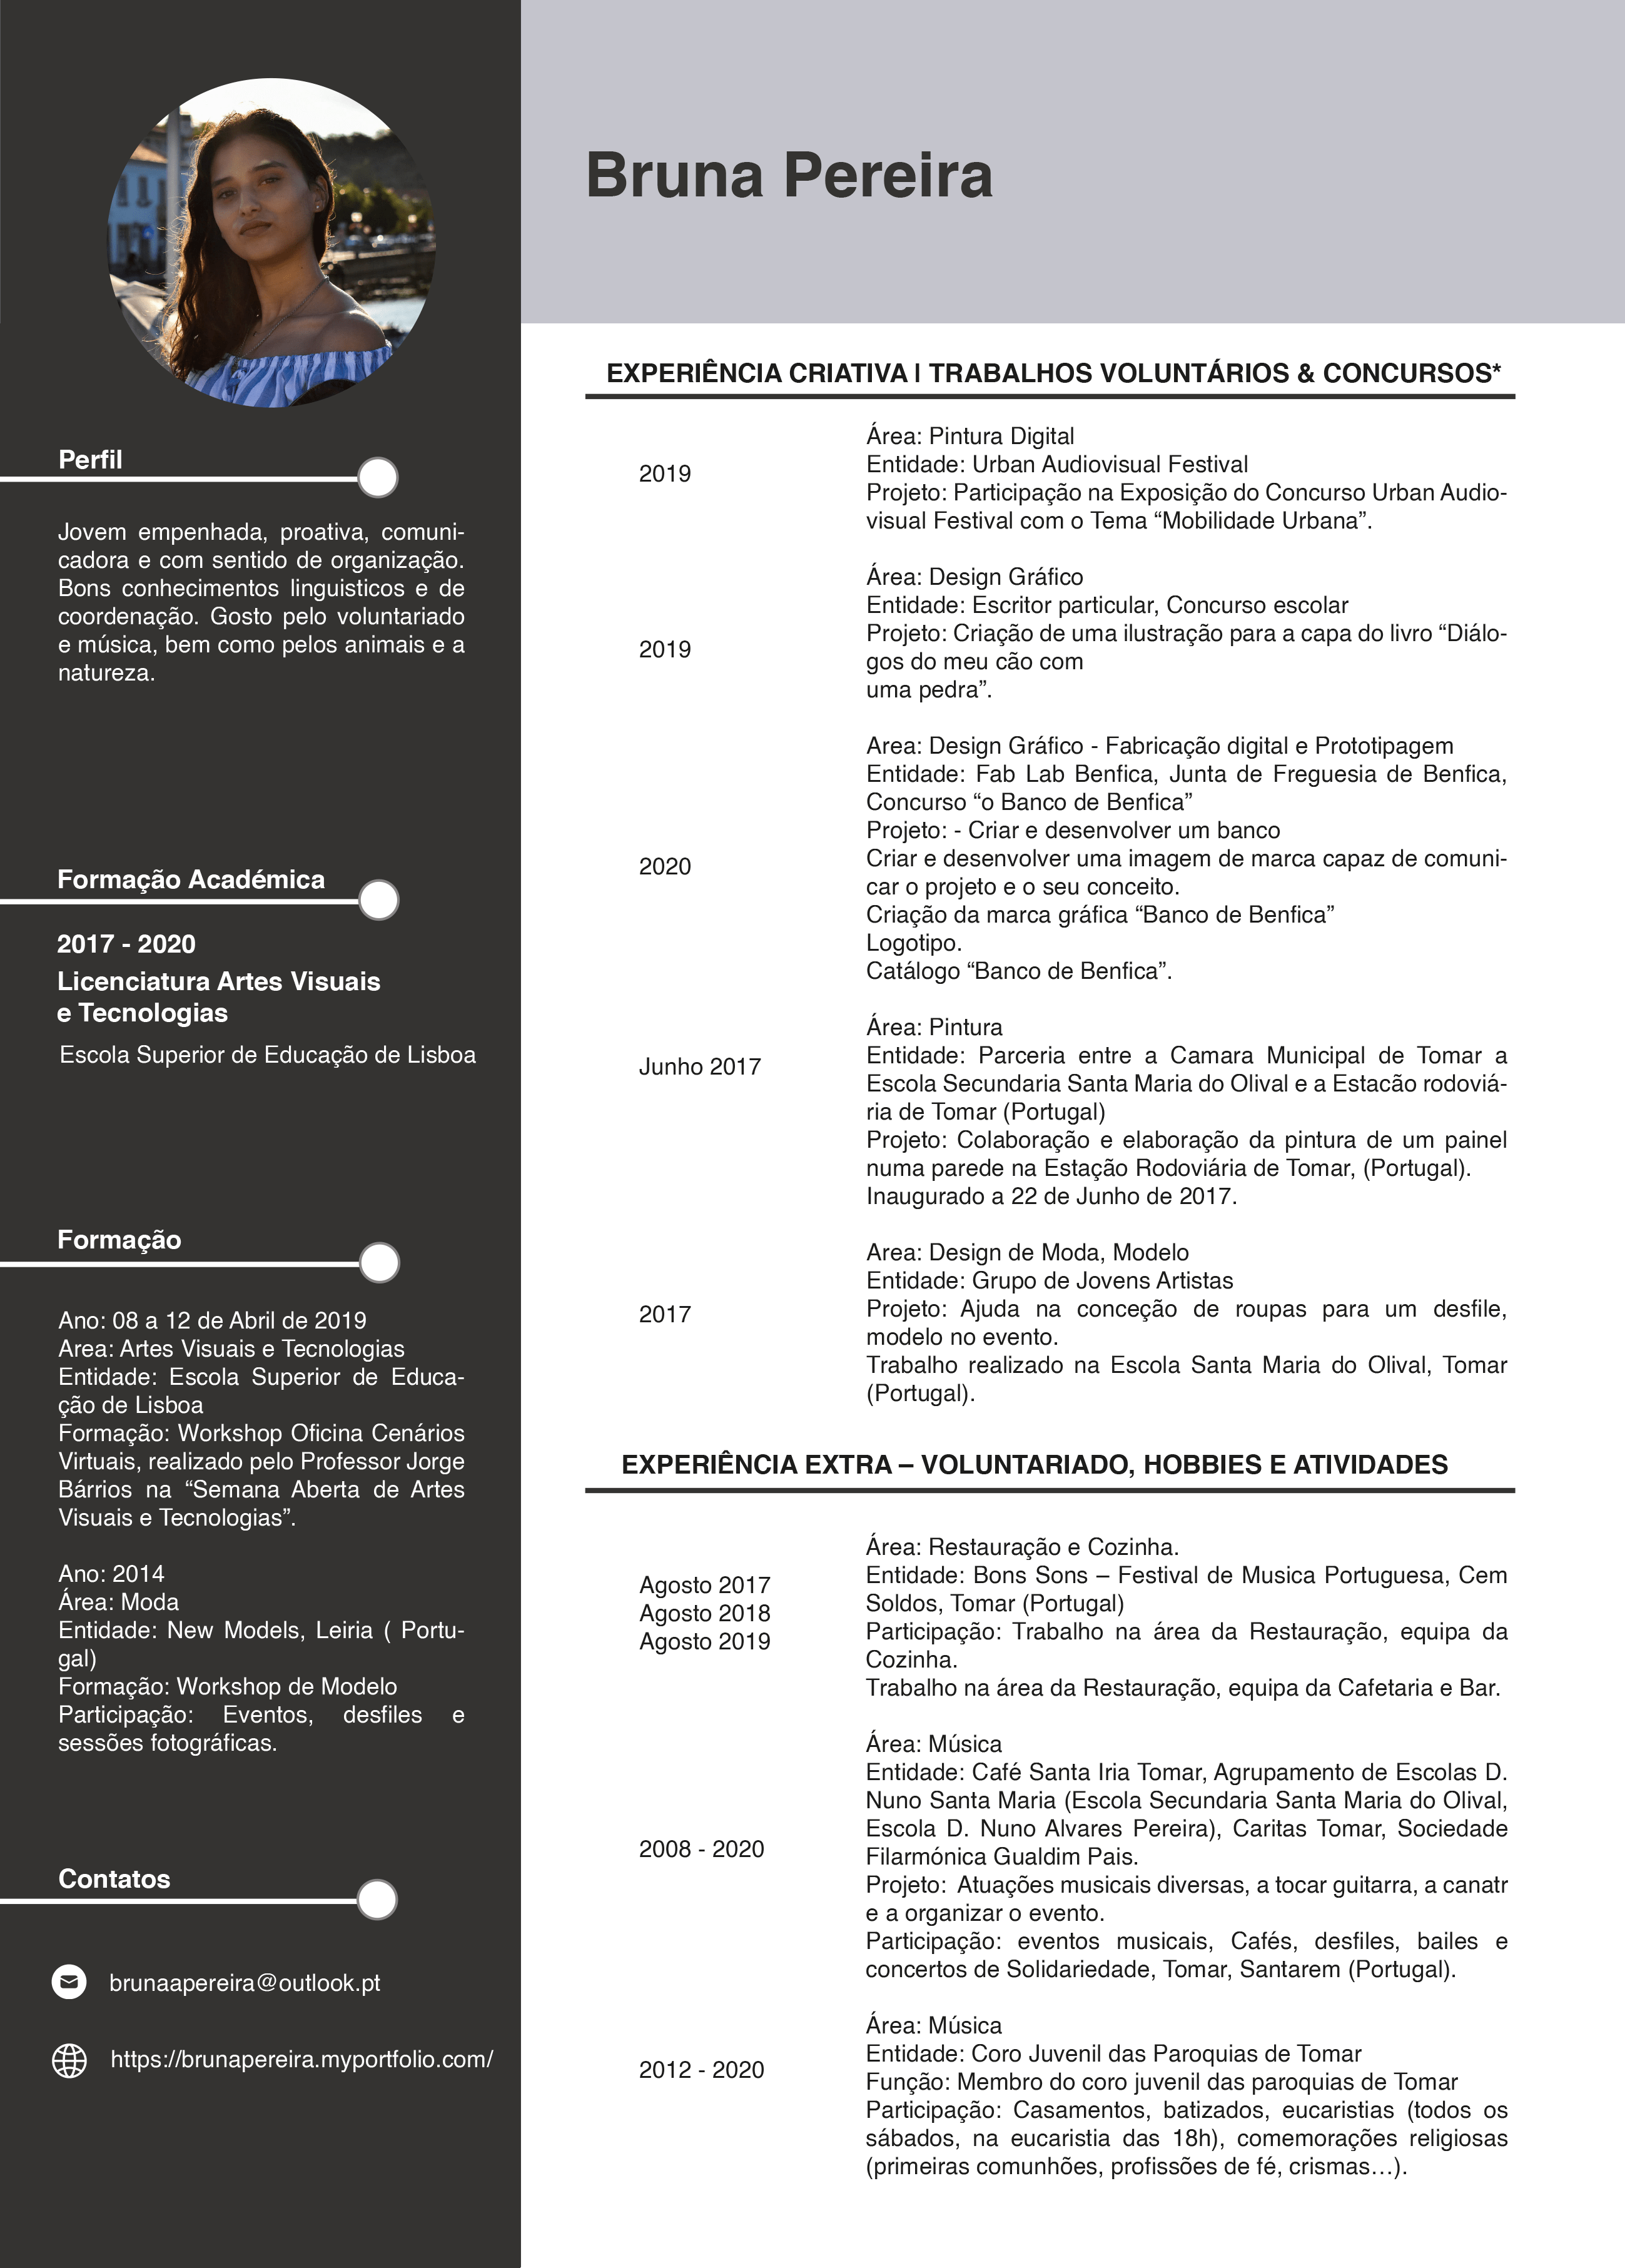 Bruna Pereira
Perfil
Jovem empenhada, proativa, comuni-
cadora e com sentido de organização.
Bons conhecimentos linguisticos e de
coordenação. Gosto pelo voluntariado
e música, bem como pelos animais e a
natureza.
Formação Académica
2017 - 2020
Licenciatura Artes Visuais
e Tecnologias
Escola Superior de Educação de Lisboa
Formação
Ano: 08 a 12 de Abril de 2019
Area: Artes Visuais e Tecnologias
Entidade: Escola Superior de Educa-
ção de Lisboa
Formação: Workshop Oficina Cenários
Virtuais, realizado pelo Professor Jorge
Bárrios na “Semana Aberta de Artes
Visuais e Tecnologias”.
Ano: 2014
Área: Moda
Entidade: New Models, Leiria ( Portu-
gal)
Formação: Workshop de Modelo
Participação: Eventos, desfiles e
sessões fotográficas.
Contatos
brunaapereira@outlook.pt
https://brunapereira.myportfolio.com/
EXPERIÊNCIA CRIATIVA | TRABALHOS VOLUNTÁRIOS & CONCURSOS*
2019
Área: Pintura Digital
Entidade: Urban Audiovisual Festival
Projeto: Participação na Exposição do Concurso Urban Audio-
visual Festival com o Tema “Mobilidade Urbana”.
2019
Área: Design Gráfico
Entidade: Escritor particular, Concurso escolar
Projeto: Criação de uma ilustração para a capa do livro “Diálo-
gos do meu cão com
uma pedra”.
2020
Area: Design Gráfico - Fabricação digital e Prototipagem
Entidade: Fab Lab Benfica, Junta de Freguesia de Benfica,
Concurso “o Banco de Benfica”
Projeto: - Criar e desenvolver um banco
Criar e desenvolver uma imagem de marca capaz de comuni-
car o projeto e o seu conceito.
Criação da marca gráfica “Banco de Benfica”
Logotipo.
Catálogo “Banco de Benfica”.
Junho 2017
Área: Pintura
Entidade: Parceria entre a Camara Municipal de Tomar a
Escola Secundaria Santa Maria do Olival e a Estacão rodoviá-
ria de Tomar (Portugal)
Projeto: Colaboração e elaboração da pintura de um painel
numa parede na Estação Rodoviária de Tomar, (Portugal).
Inaugurado a 22 de Junho de 2017.
2017
Area: Design de Moda, Modelo
Entidade: Grupo de Jovens Artistas
Projeto: Ajuda na conceção de roupas para um desfile,
modelo no evento.
Trabalho realizado na Escola Santa Maria do Olival, Tomar
(Portugal).
EXPERIÊNCIA EXTRA – VOLUNTARIADO, HOBBIES E ATIVIDADES
Agosto 2017
Agosto 2018
Agosto 2019
Área: Restauração e Cozinha.
Entidade: Bons Sons – Festival de Musica Portuguesa, Cem
Soldos, Tomar (Portugal)
Participação: Trabalho na área da Restauração, equipa da
Cozinha.
Trabalho na área da Restauração, equipa da Cafetaria e Bar.
2008 - 2020
Área: Música
Entidade: Café Santa Iria Tomar, Agrupamento de Escolas D.
Nuno Santa Maria (Escola Secundaria Santa Maria do Olival,
Escola D. Nuno Alvares Pereira), Caritas Tomar, Sociedade
Filarmónica Gualdim Pais.
Projeto: Atuações musicais diversas, a tocar guitarra, a canatr
e a organizar o evento.
Participação: eventos musicais, Cafés, desfiles, bailes e
concertos de Solidariedade, Tomar, Santarem (Portugal).
2012 - 2020
Área: Música
Entidade: Coro Juvenil das Paroquias de Tomar
Função: Membro do coro juvenil das paroquias de Tomar
Participação: Casamentos, batizados, eucaristias (todos os
sábados, na eucaristia das 18h), comemorações religiosas
(primeiras comunhões, profissões de fé, crismas…).